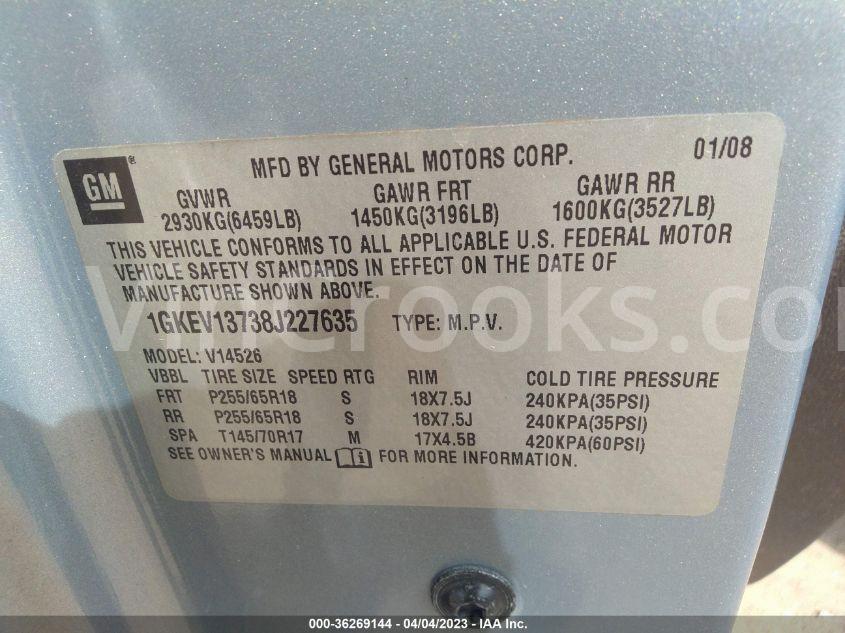 GM®
MFD BY GENERAL MOTORS CORP. 01/08
GVWR GAWR FRT GAWR RR
2930KG(6459LB) 1450KG(3196LB) 1600KG(3527LB)
THIS VEHICLE CONFORMS TO ALL APPLICABLE U.S. FEDERAL MOTOR
VEHICLE SAFETY STANDARDS IN EFFECT ON THE DATE OF
MANUFACTURE SHOWN ABOVE.
1GKEV13738J227635 TYPE: M.P.V.
MODEL: V14526
VBBL TIRE SIZE SPEED RTG RIM COLD TIRE PRESSURE
FRT P255/65R18 S 18X7.5J 240KPA(35PSI)
RR P255/65R18 S 18X7.5J 240KPA(35PSI)
SPA T145/70R17 M 17X4.5B 420KPA(60PSI)
SEE OWNER'S MANUAL FOR MORE INFORMATION.
000-36269144 - 04/04/2023 - IAA Inc.